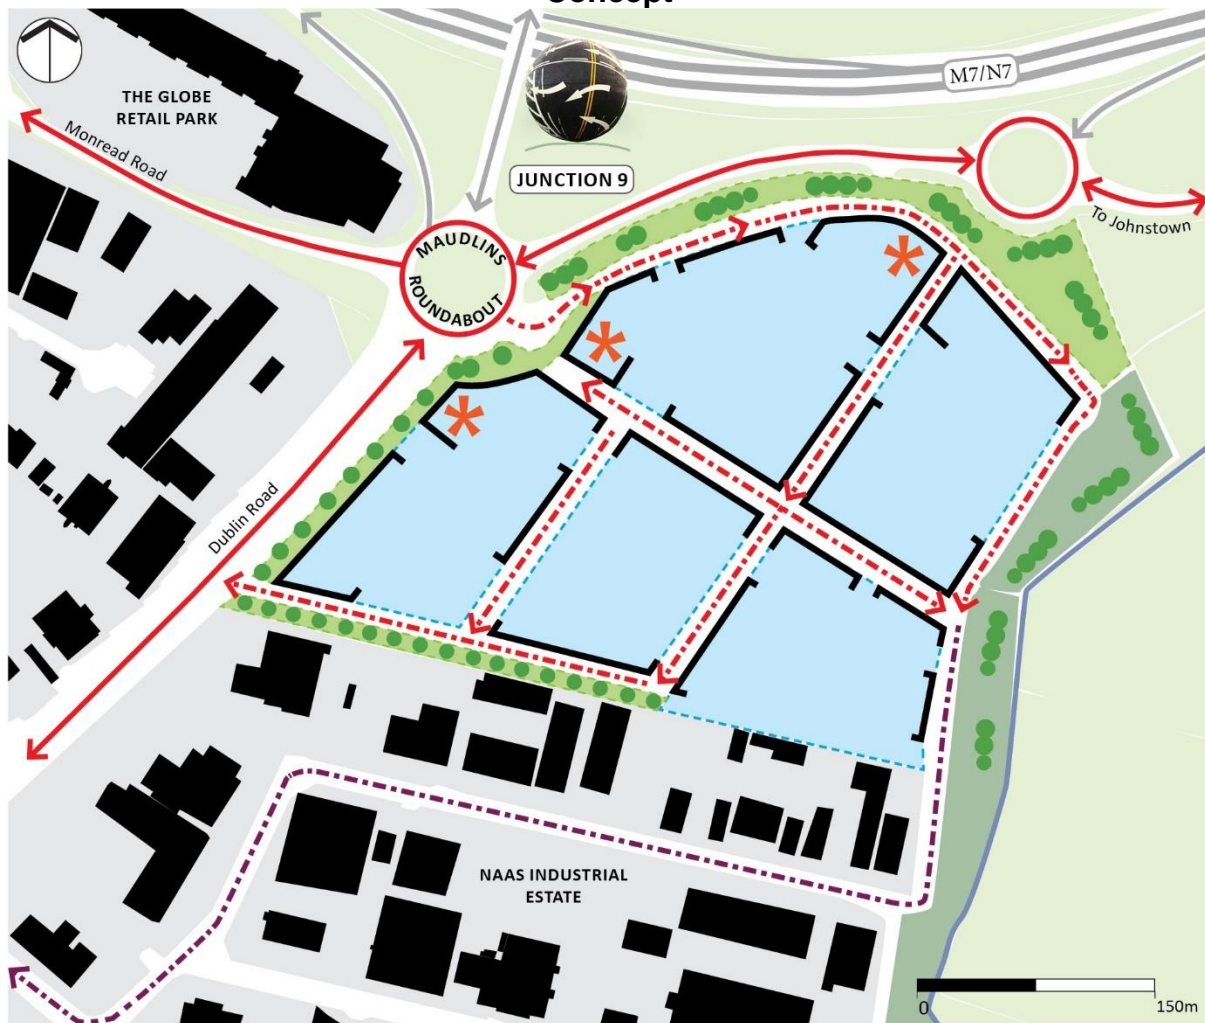 Concept
M7/N7
THE GLOBE
RETAIL PARK
Monread Road
JUNCTION 9
To Johnstown
MAUDLINS
ROUNDABOUT
Dublin Road
NAAS INDUSTRIAL
ESTATE
0
150m